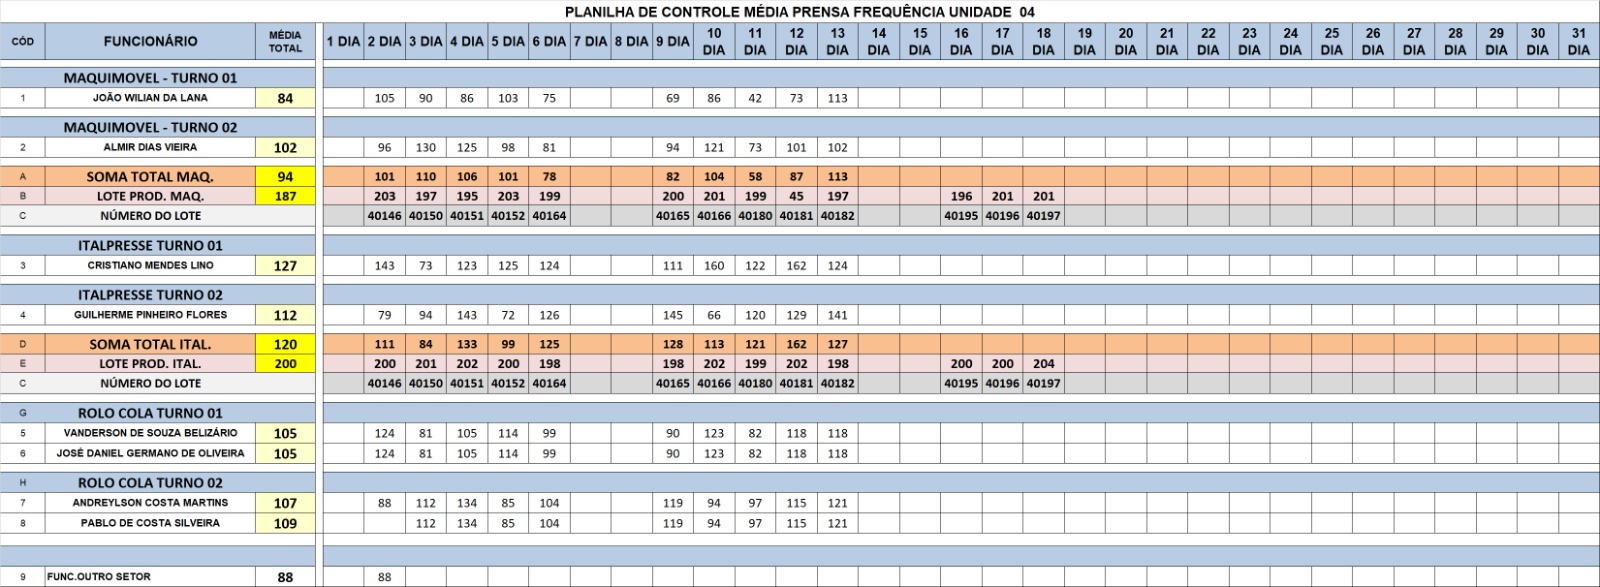 PLANILHA DE CONTROLE MÉDIA PRENSA FREQUÊNCIA UNIDADE 04
CÓD FUNCIONÁRIO MÉDIA TOTAL 1 DIA 2 DIA 3 DIA 4 DIA 5 DIA 6 DIA 7 DIA 8 DIA 9 DIA 10 DIA 11 DIA 12 DIA 13 DIA 14 DIA 15 DIA 16 DIA 17 DIA 18 DIA 19 DIA 20 DIA 21 DIA 22 DIA 23 DIA 24 DIA 25 DIA 26 DIA 27 DIA 28 DIA 29 DIA 30 DIA 31 DIA
MAQUIMOVEL - TURNO 01
1 JOÃO WILIAN DA LANA 84 105 90 86 103 75 69 86 42 73 113
MAQUIMOVEL - TURNO 02
2 ALMIR DIAS VIEIRA 102 96 130 125 98 81 94 121 73 101 102
A SOMA TOTAL MAQ. 94 101 110 106 101 78 82 104 58 87 113
B LOTE PROD. MAQ. 187 203 197 195 203 199 200 201 199 45 197 196 201 201
C NÚMERO DO LOTE 40146 40150 40151 40152 40164 40165 40166 40180 40181 40182 40195 40196 40197
ITALPRESSE TURNO 01
3 CRISTIANO MENDES LINO 127 143 73 123 125 124 111 160 122 162 124
ITALPRESSE TURNO 02
4 GUILHERME PINHEIRO FLORES 112 79 94 143 72 126 145 66 120 129 141
D SOMA TOTAL ITAL. 120 111 84 133 99 125 128 113 121 162 127
E LOTE PROD. ITAL. 200 200 201 202 200 198 198 202 199 202 198 200 200 204
C NÚMERO DO LOTE 40146 40150 40151 40152 40164 40165 40166 40180 40181 40182 40195 40196 40197
G ROLO COLA TURNO 01
5 VANDERSON DE SOUZA BELIZÁRIO 105 124 81 105 114 99 90 123 82 118 118
6 JOSÉ DANIEL GERMANO DE OLIVEIRA 105 124 81 105 114 99 90 123 82 118 118
H ROLO COLA TURNO 02
7 ANDREYLSON COSTA MARTINS 107 88 112 134 85 104 119 94 97 115 121
8 PABLO DE COSTA SILVEIRA 109 112 134 85 104 119 94 97 115 121
9 FUNC.OUTRO SETOR 88 88